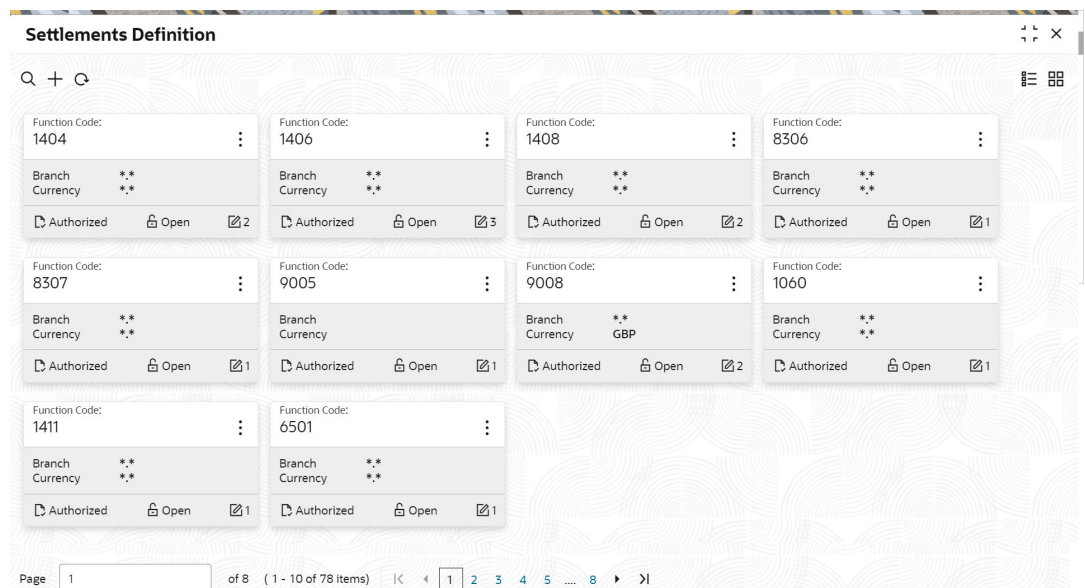 Settlements Definition
Function Code:
1404
Branch *.*
Currency *.*
Authorized Open 2
Function Code:
1406
Branch *.*
Currency *.*
Authorized Open 3
Function Code:
1408
Branch *.*
Currency *.*
Authorized Open 2
Function Code:
8306
Branch *.*
Currency *.*
Authorized Open 1
Function Code:
8307
Branch *.*
Currency *.*
Authorized Open 1
Function Code:
9005
Branch
Currency
Authorized Open 1
Function Code:
9008
Branch *.*
Currency GBP
Authorized Open 2
Function Code:
1060
Branch *.*
Currency *.*
Authorized Open 1
Function Code:
1411
Branch *.*
Currency *.*
Authorized Open 1
Function Code:
6501
Branch *.*
Currency *.*
Authorized Open 1
Page 1 of 8 ( 1 - 10 of 78 items) 1 2 3 4 5 .... 8